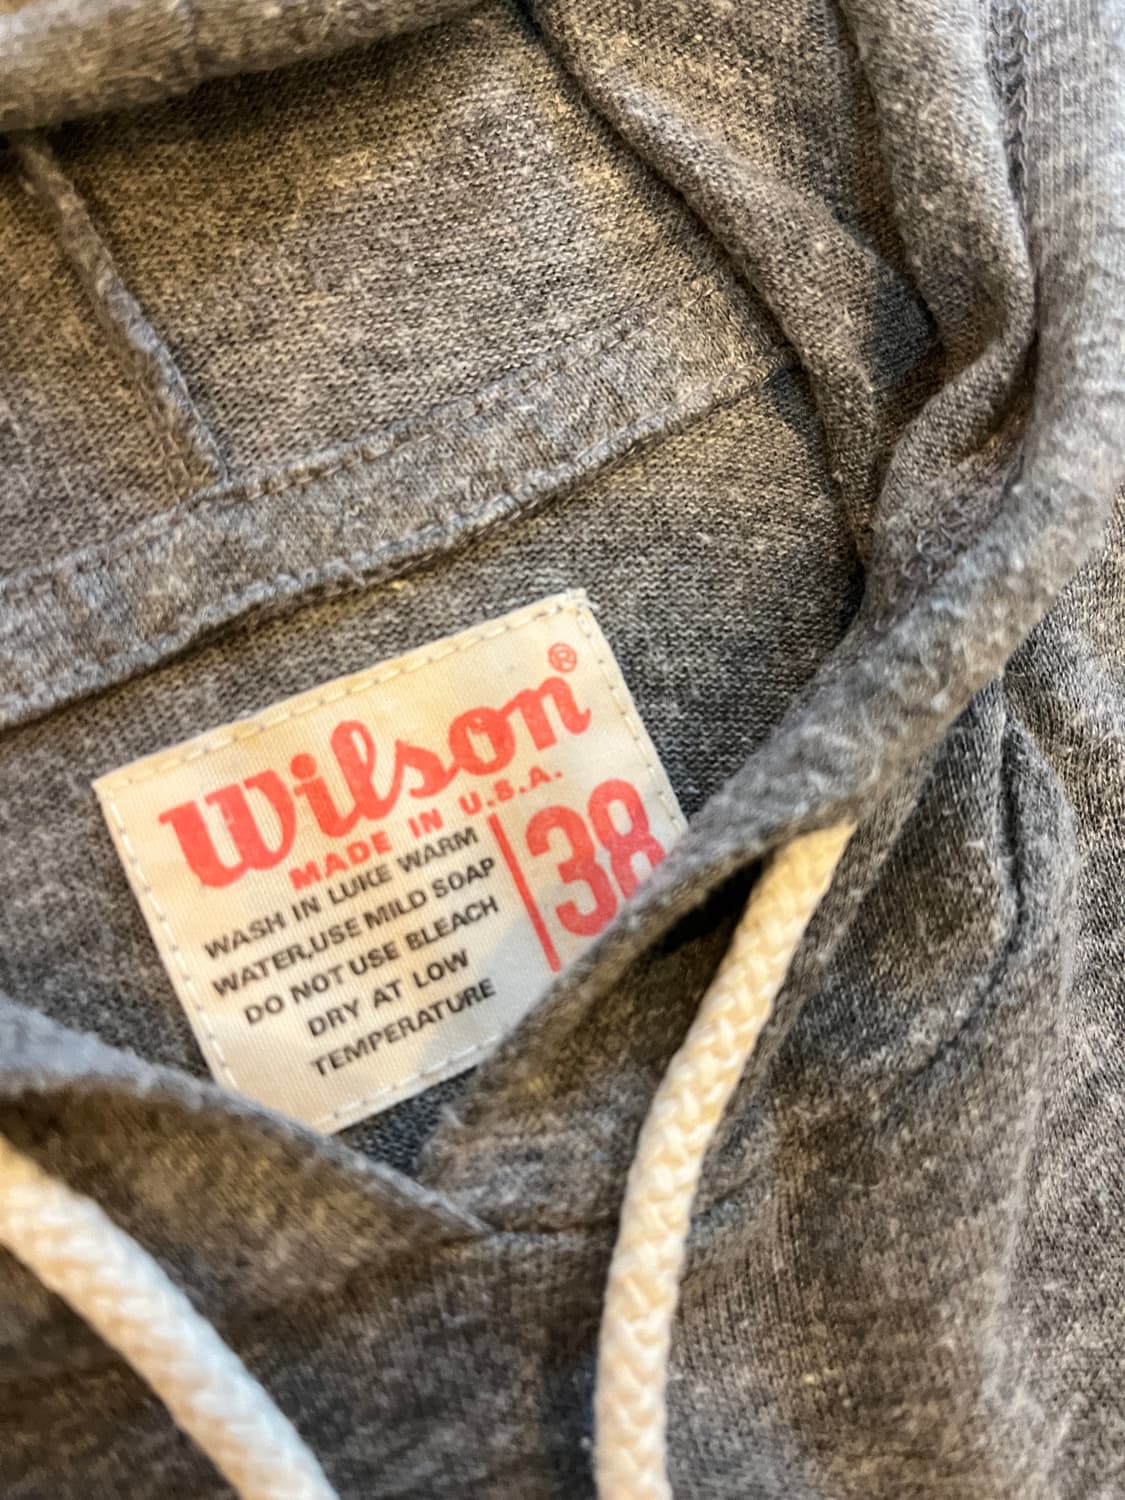 Wilson®
MADE IN U.S.A.
WASH IN LUKE WARM
WATER,USE MILD SOAP
DO NOT USE BLEACH
DRY AT LOW
TEMPERATURE
38